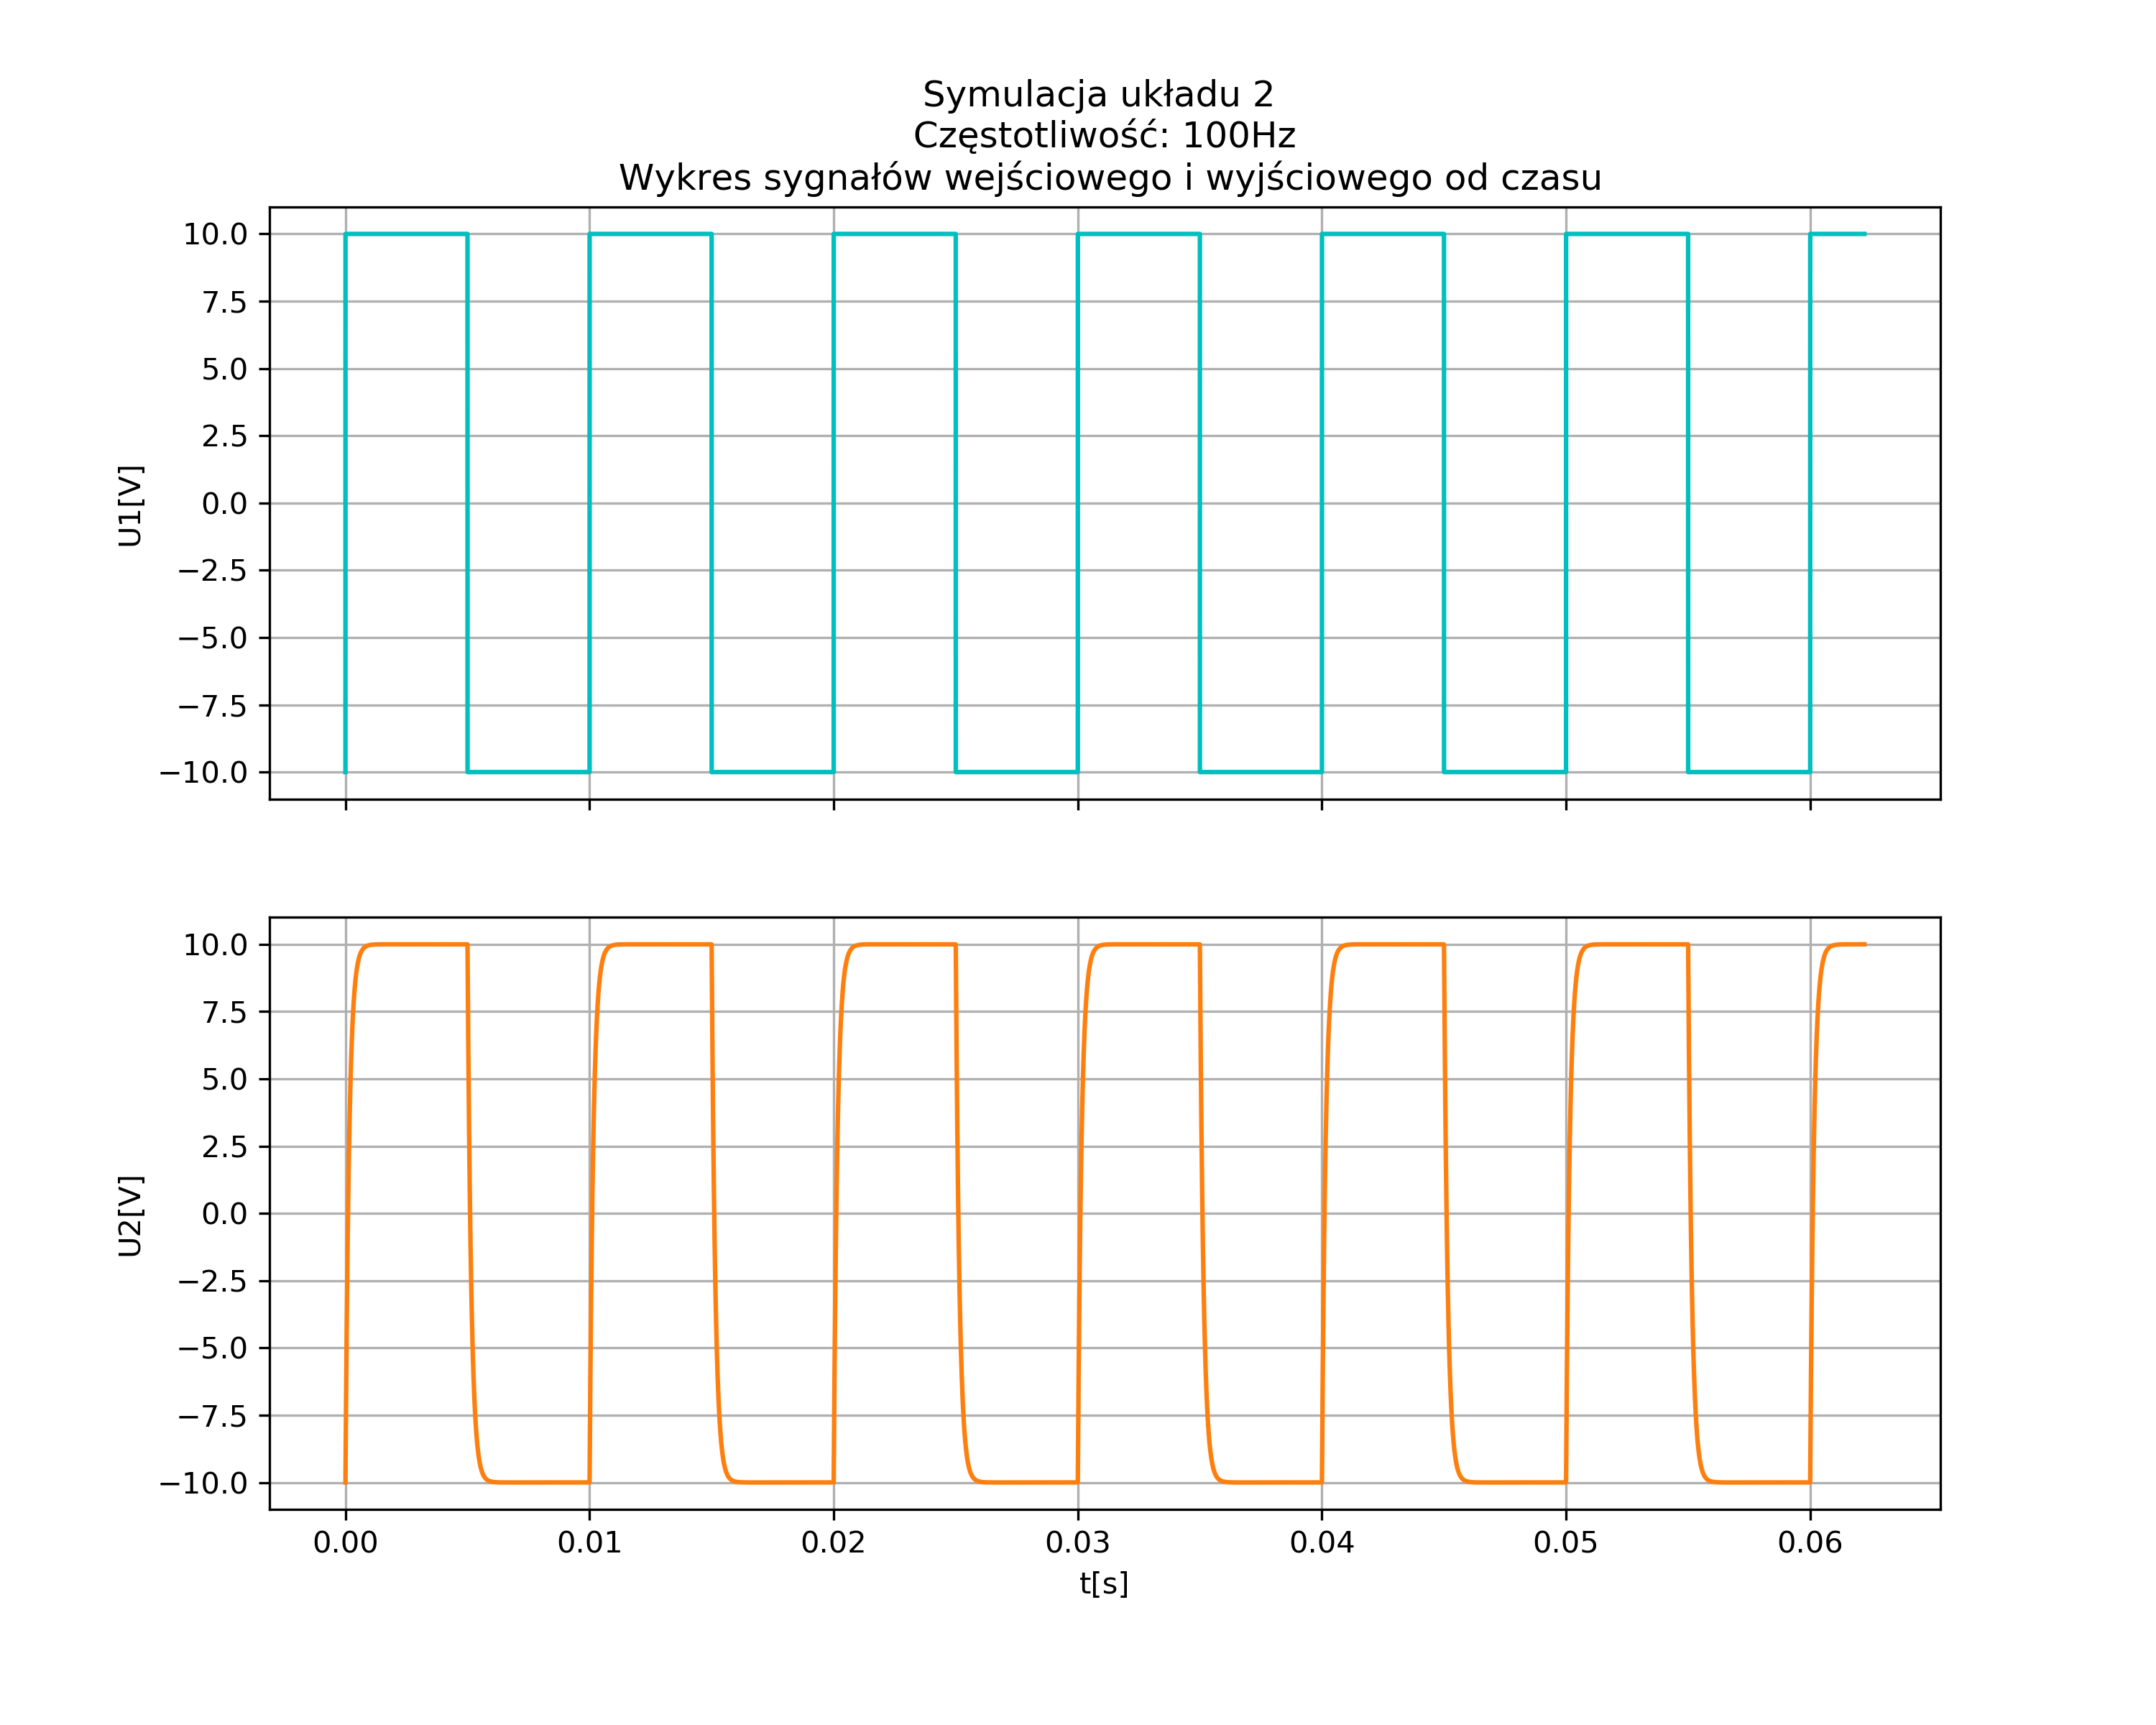 Symulacja układu 2
Częstotliwość: 100Hz
Wykres sygnałów wejściowego i wyjściowego od czasu
10.0
7.5
5.0
2.5
0.0
−2.5
−5.0
−7.5
−10.0
U1[V]
10.0
7.5
5.0
2.5
0.0
−2.5
−5.0
−7.5
−10.0
U2[V]
0.00 0.01 0.02 0.03 0.04 0.05 0.06
t[s]